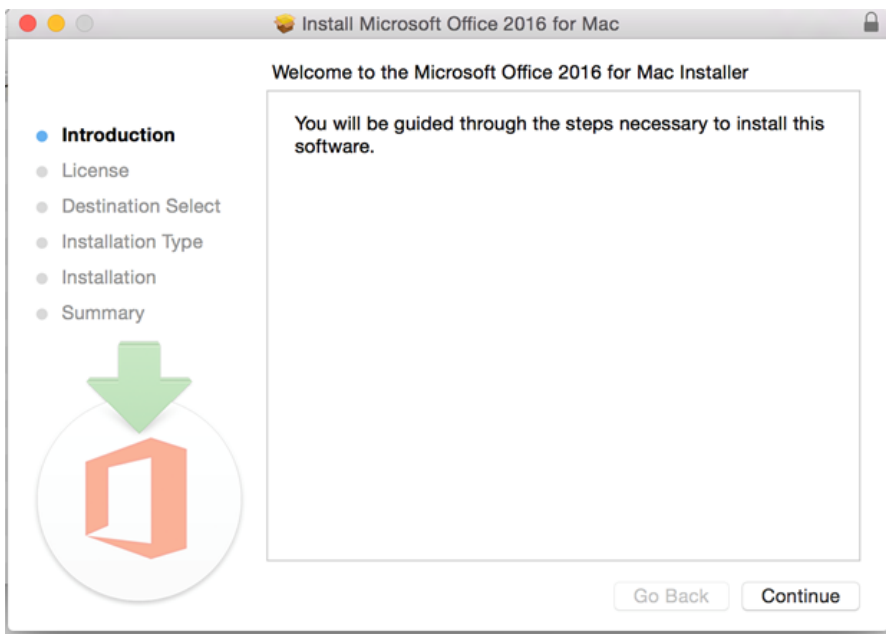 Install Microsoft Office 2016 for Mac
Welcome to the Microsoft Office 2016 for Mac Installer
Introduction
License
Destination Select
Installation Type
Installation
Summary
You will be guided through the steps necessary to install this
software.
Go Back
Continue